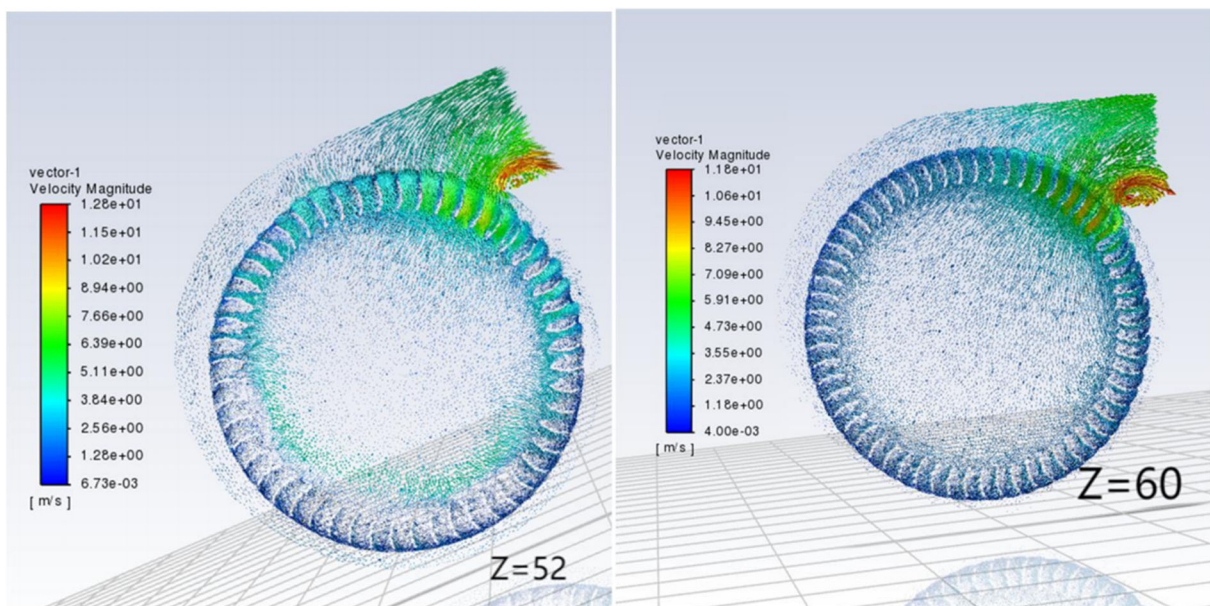 vector-1
Velocity Magnitude
1.28e+01
1.15e+01
1.02e+01
8.94e+00
7.66e+00
6.39e+00
5.11e+00
3.84e+00
2.56e+00
1.28e+00
6.73e-03
[ m/s ]
Z=52
vector-1
Velocity Magnitude
1.18e+01
1.06e+01
9.45e+00
8.27e+00
7.09e+00
5.91e+00
4.73e+00
3.55e+00
2.37e+00
1.18e+00
4.00e-03
[ m/s ]
Z=60